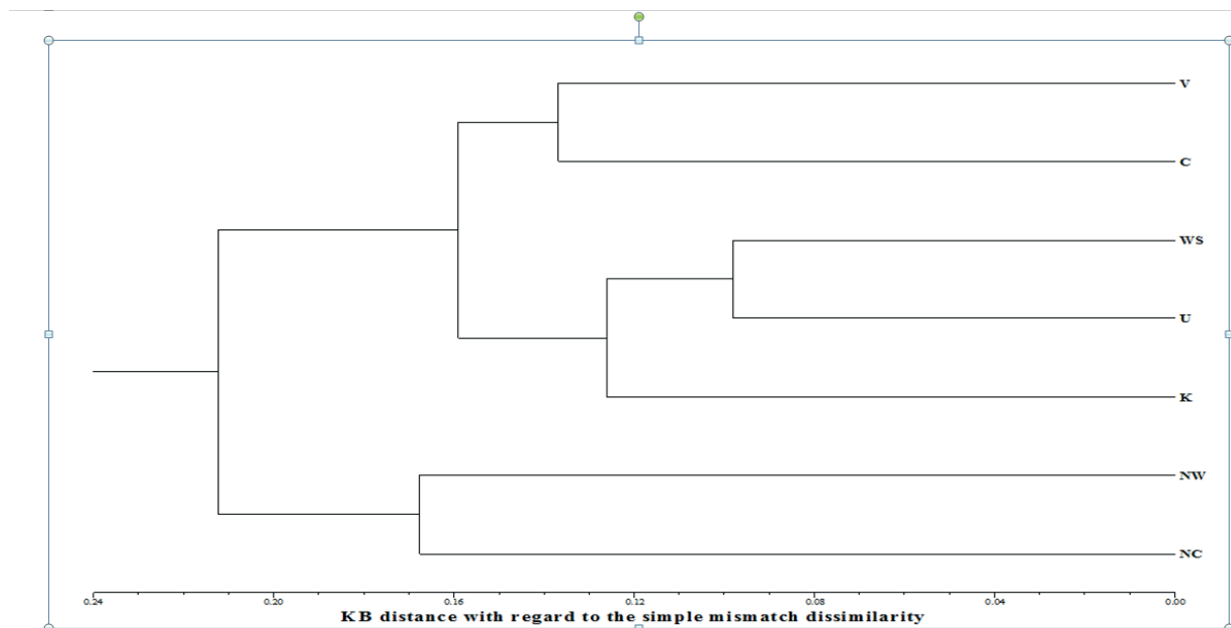 V
C
WS
U
K
NW
NC
0.24 0.20 0.16 0.12 0.08 0.04 0.00
KB distance with regard to the simple mismatch dissimilarity